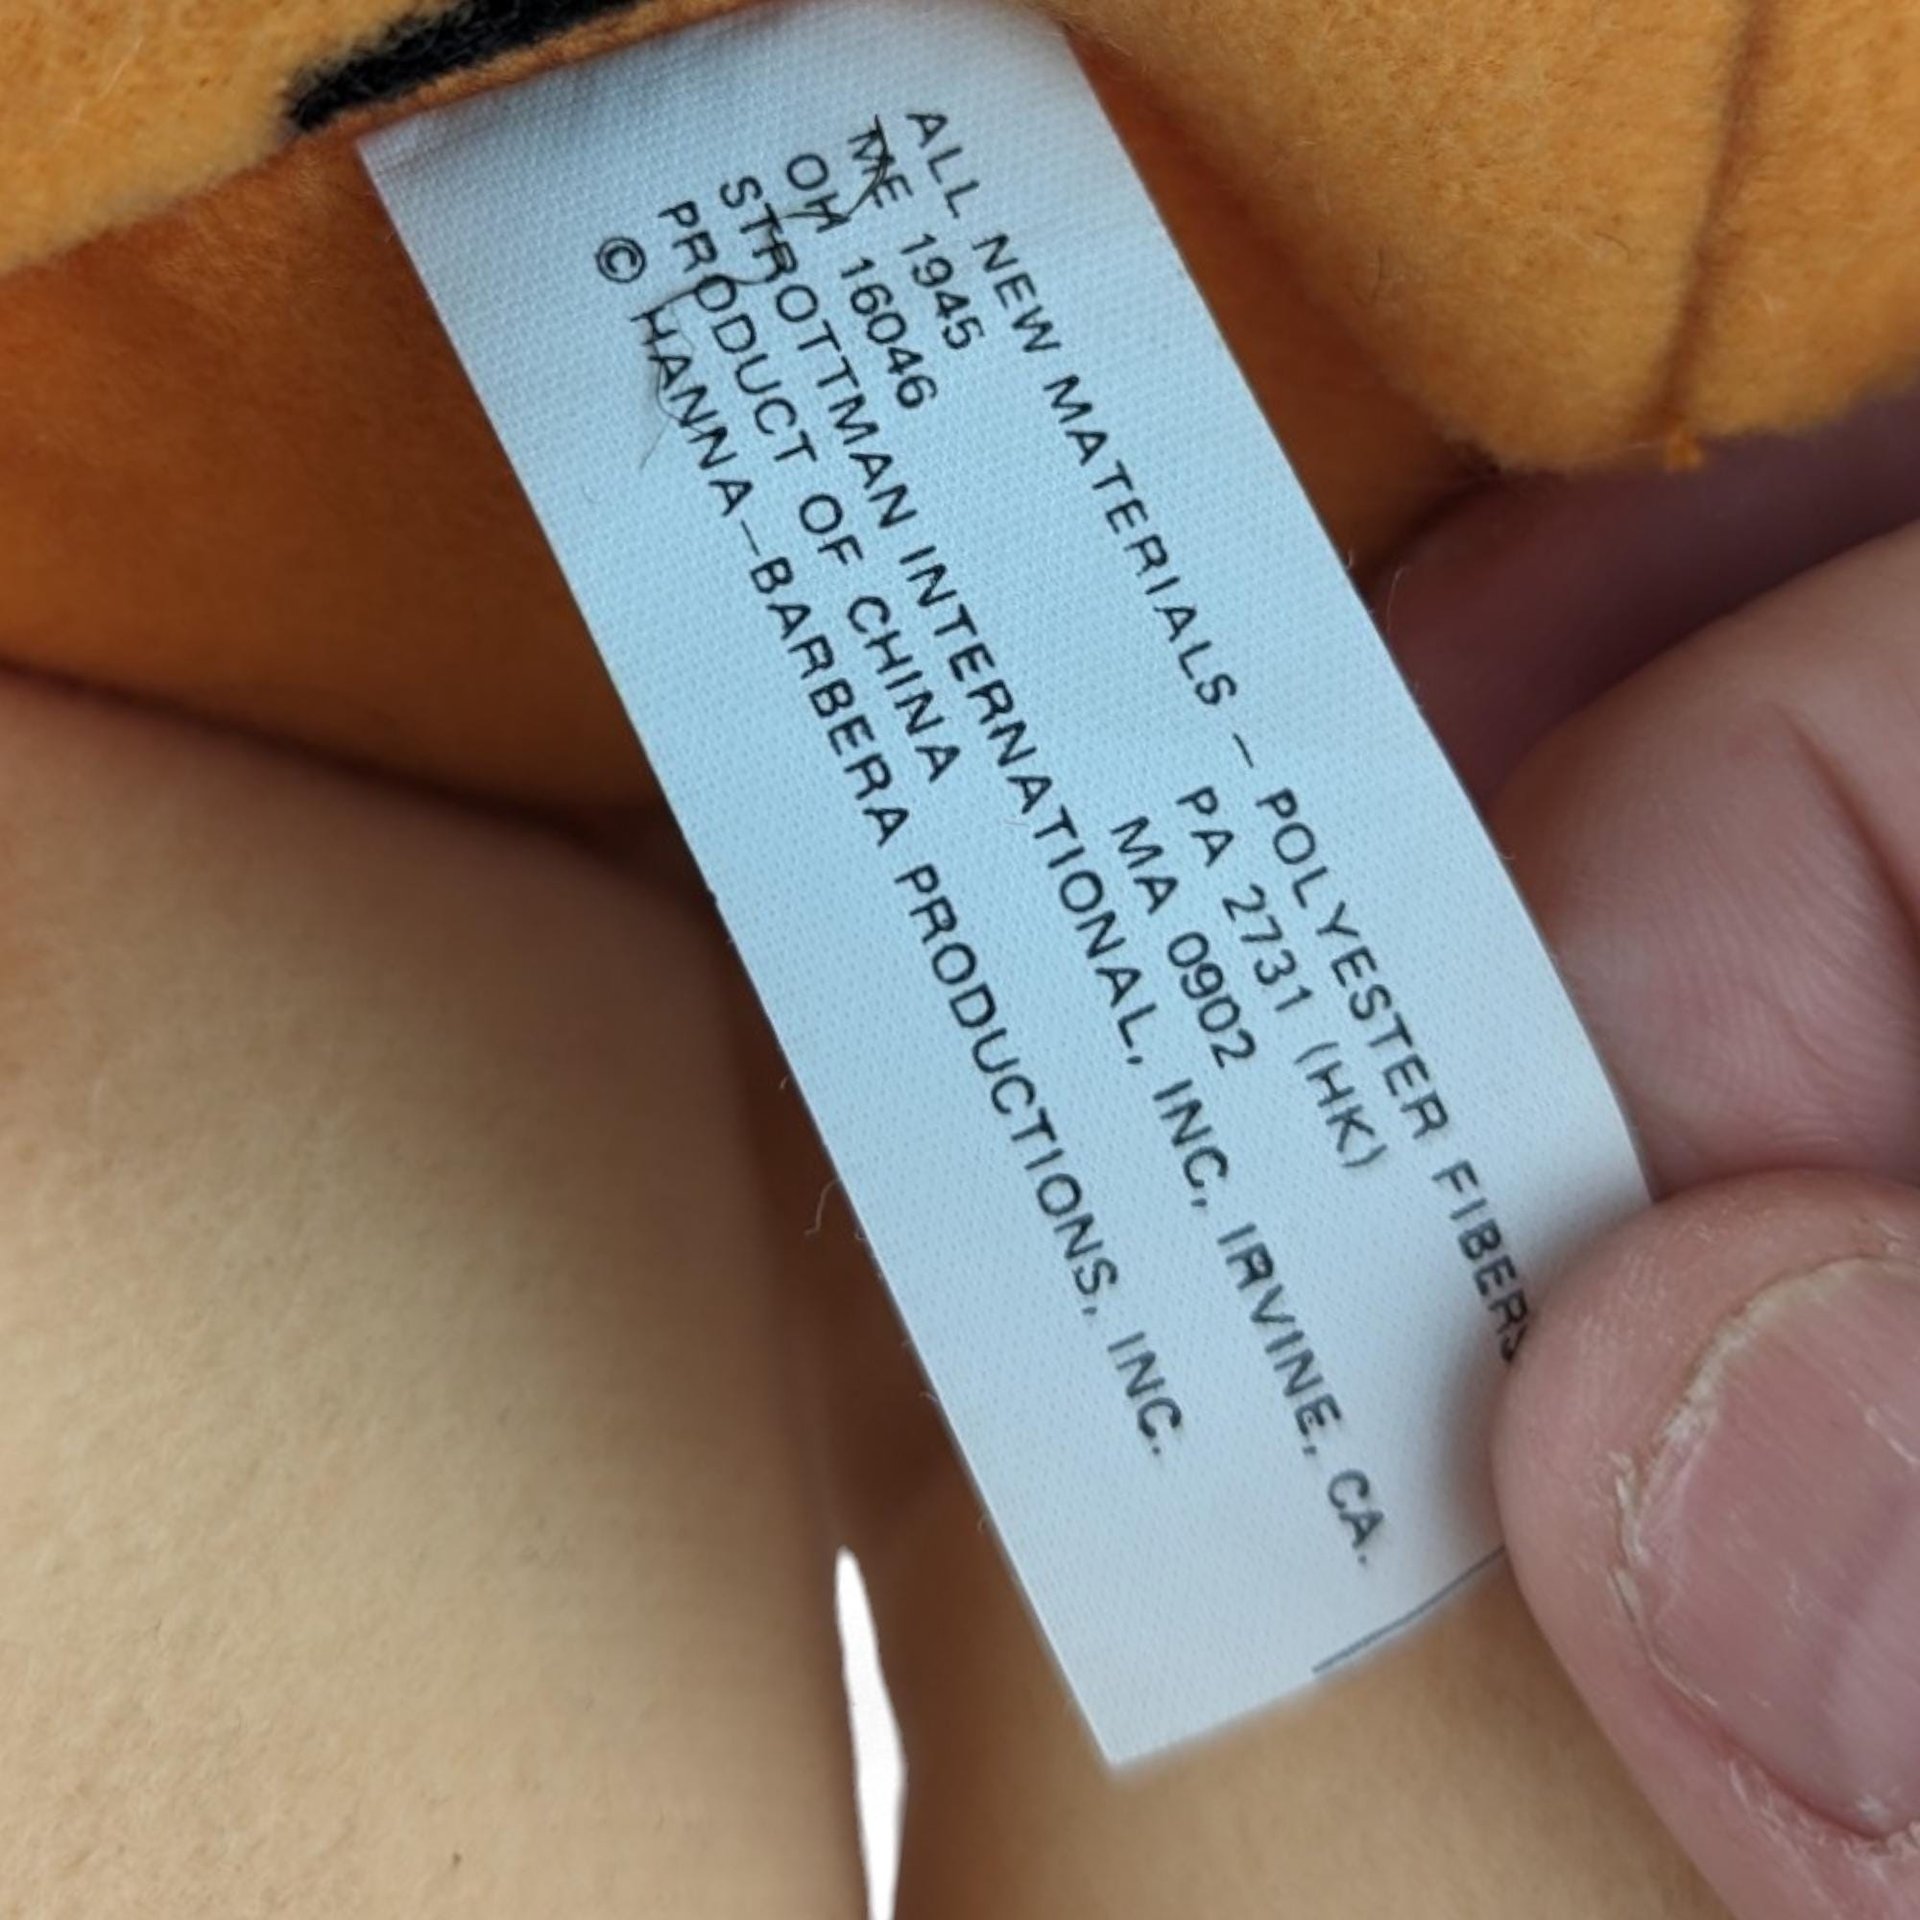 ALL NEW MATERIALS - POLYESTER FIBERS
ME 1945 PA 2731 (HK)
OH 16046 MA 0902
STROTTMAN INTERNATIONAL, INC, IRVINE, CA.
PRODUCT OF CHINA
© HANNA-BARBERA PRODUCTIONS, INC.